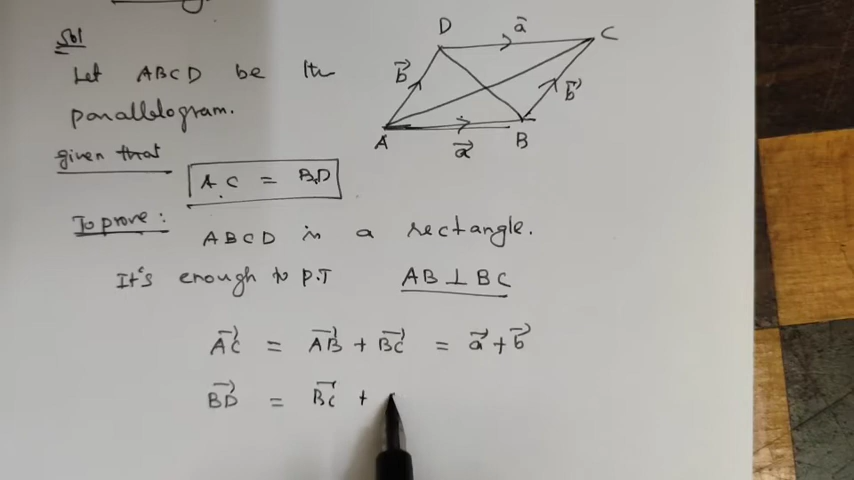 Sol
Let ABCD be the
parallelogram.
given that
AC = BD
To prove:
ABCD is a rectangle.
It's enough to P.T AB ⊥ BC
A⃗C = A⃗B + B⃗C = a⃗ + b⃗
B⃗D = B⃗C +
D a⃗ C
b⃗ b⃗
A a⃗ B